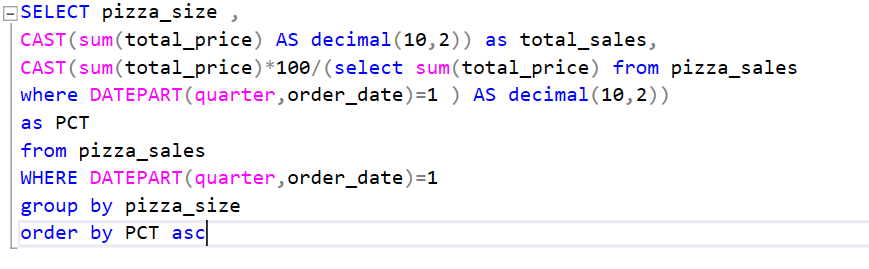 SELECT pizza_size ,
CAST(sum(total_price) AS decimal(10,2)) as total_sales,
CAST(sum(total_price)*100/(select sum(total_price) from pizza_sales
where DATEPART(quarter,order_date)=1 ) AS decimal(10,2))
as PCT
from pizza_sales
WHERE DATEPART(quarter,order_date)=1
group by pizza_size
order by PCT asc